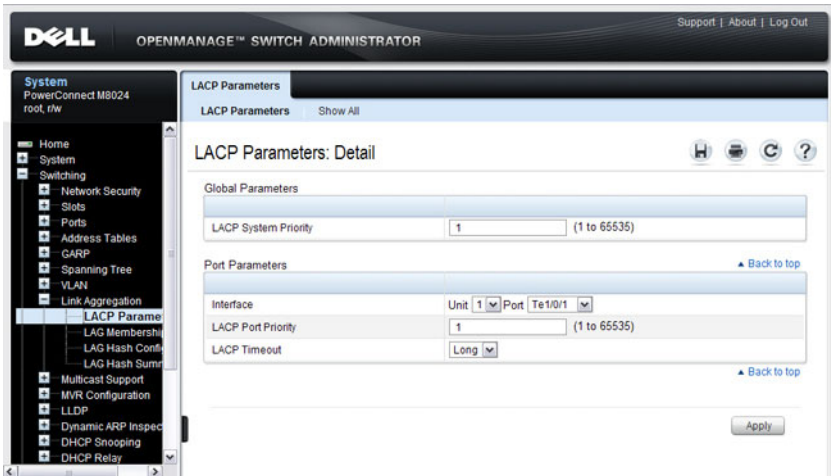 Support | About | Log Out
DELL
OPENMANAGE™ SWITCH ADMINISTRATOR
System
PowerConnect M8024
root, r/w
Home
System
Switching
Network Security
Slots
Ports
Address Tables
GARP
Spanning Tree
VLAN
Link Aggregation
LACP Parame
LAG Membershi
LAG Hash Confi
LAG Hash Summ
Multicast Support
MVR Configuration
LLDP
Dynamic ARP Inspec
DHCP Snooping
DHCP Relay
LACP Parameters
LACP Parameters Show All
LACP Parameters: Detail
Global Parameters
LACP System Priority 1 (1 to 65535)
Port Parameters
Back to top
Interface Unit 1 Port Te1/0/1
LACP Port Priority 1 (1 to 65535)
LACP Timeout Long
Back to top
Apply